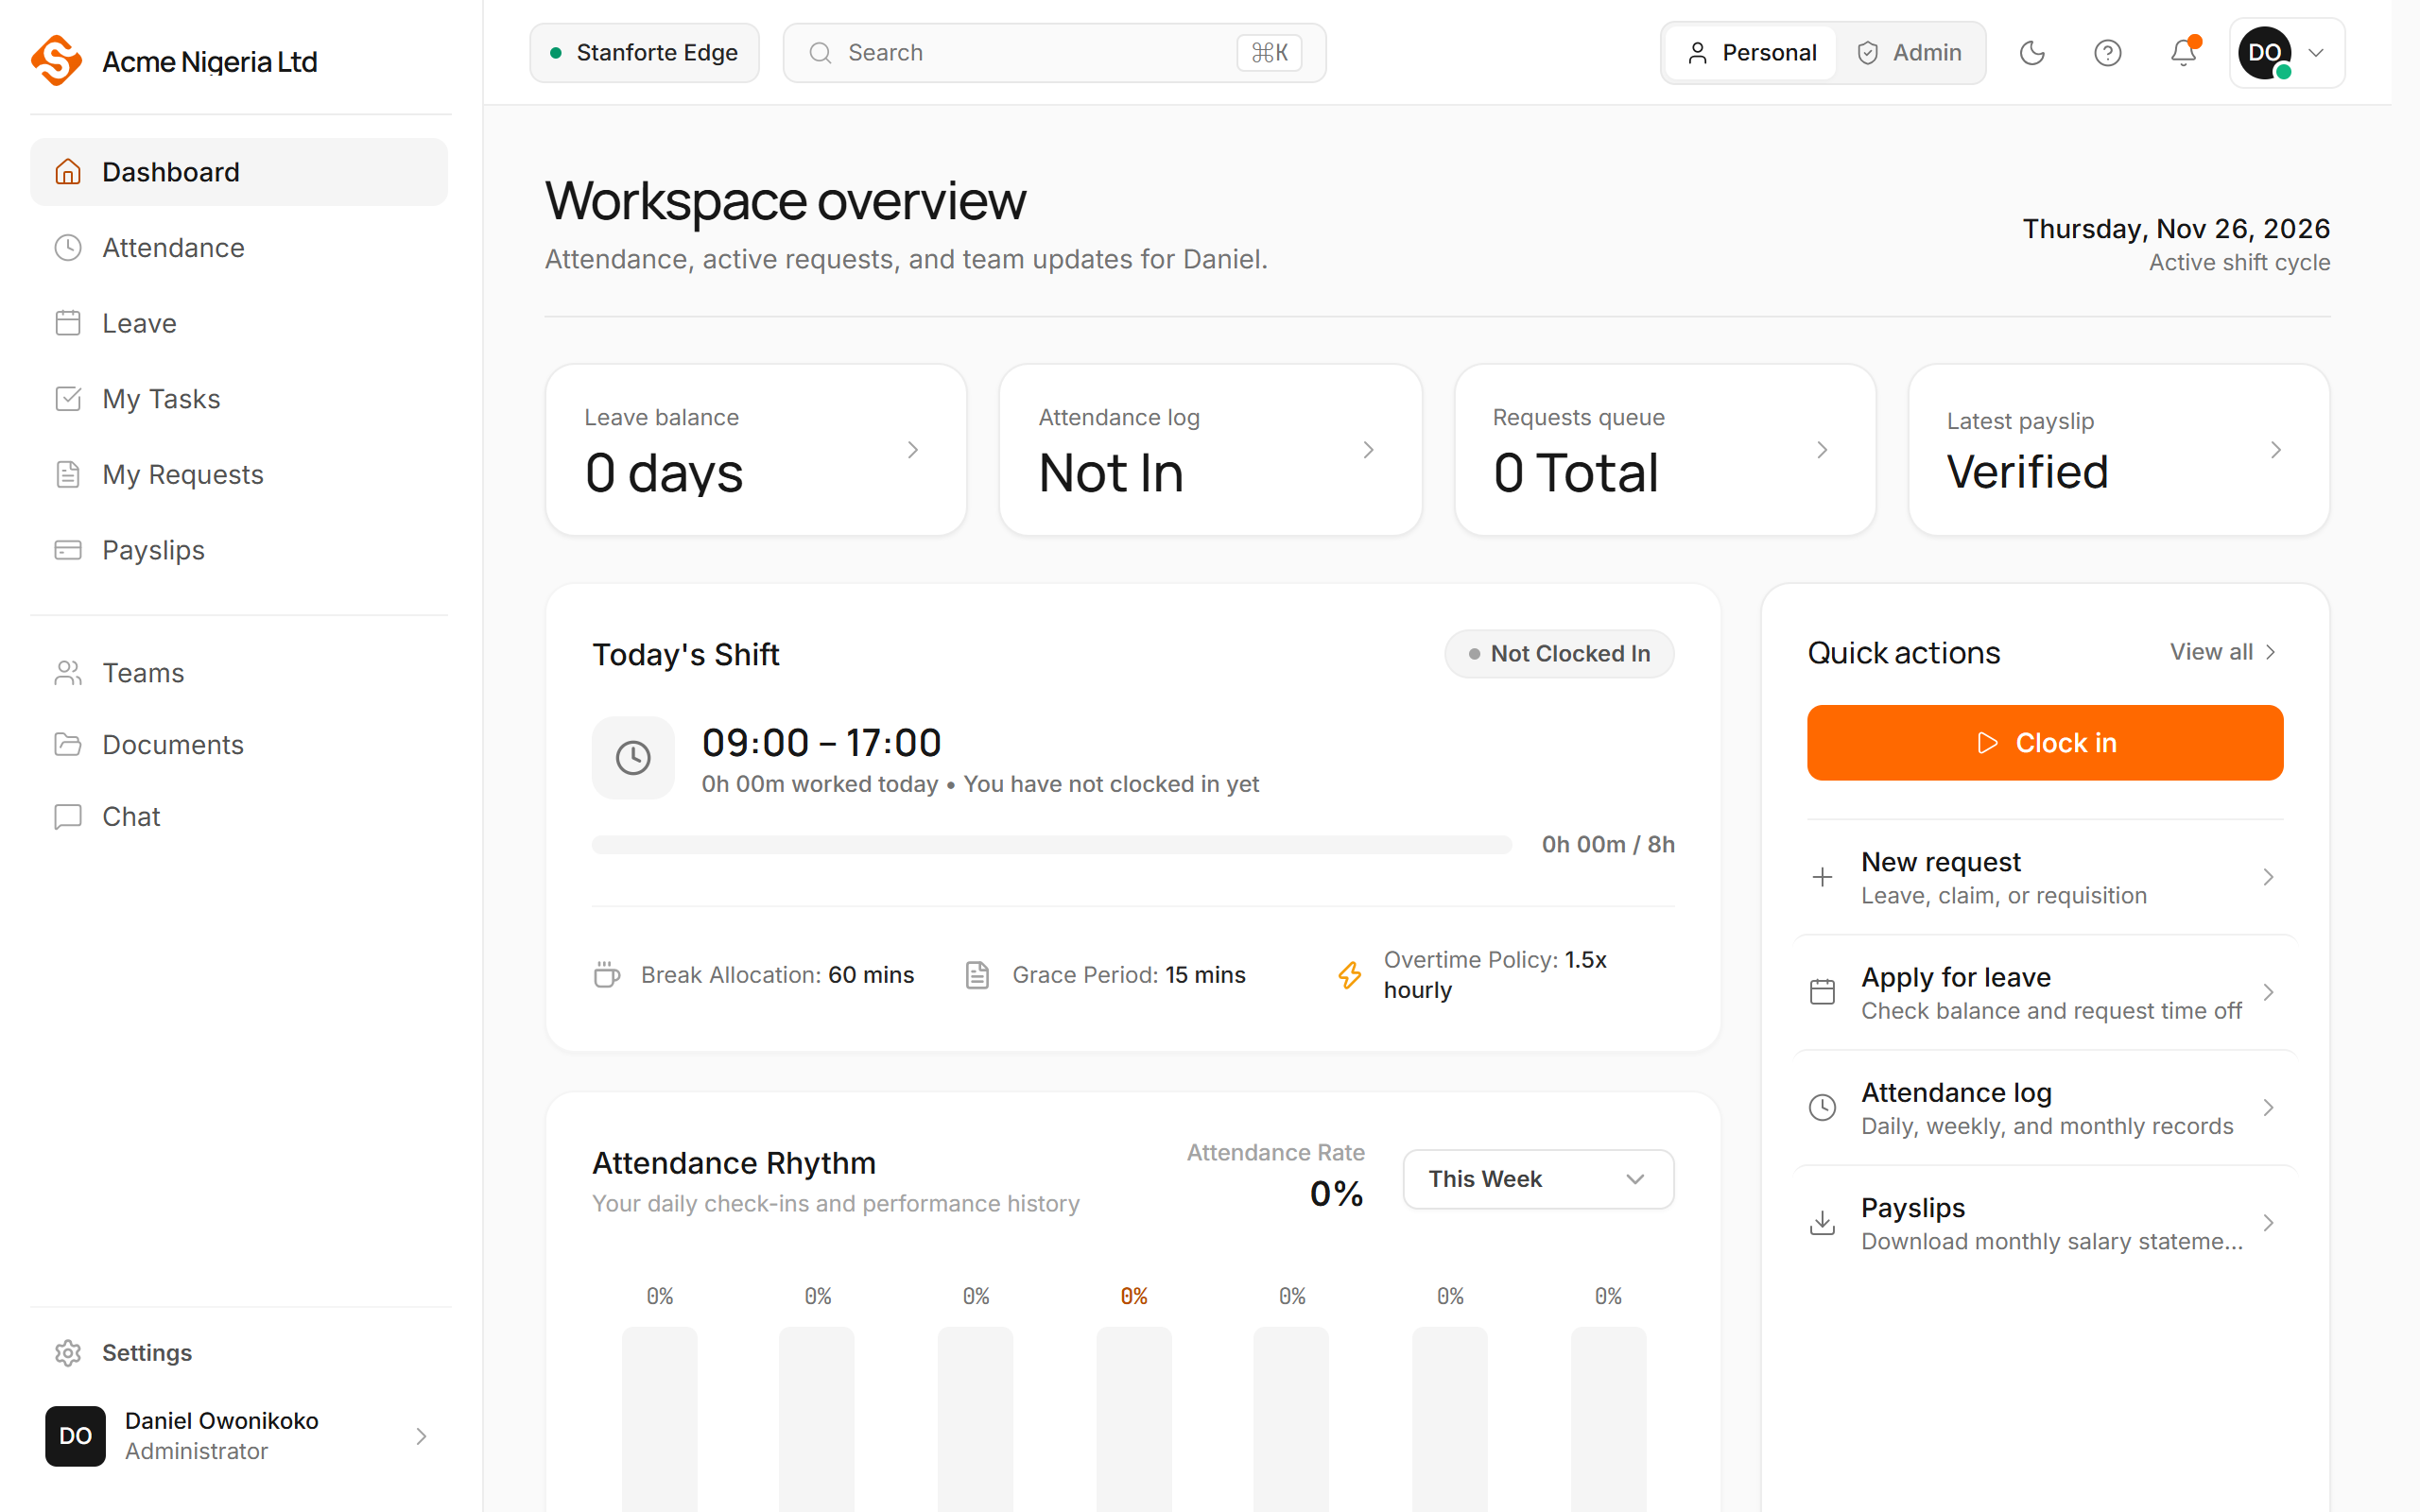 Acme Nigeria Ltd
Dashboard
Attendance
Leave
My Tasks
My Requests
Payslips
Teams
Documents
Chat
Settings
DO
Daniel Owonikoko
Administrator
Stanforte Edge
Search
⌘K
Personal
Admin
DO
Workspace overview
Attendance, active requests, and team updates for Daniel.
Thursday, Nov 26, 2026
Active shift cycle
Leave balance
0 days
Attendance log
Not In
Requests queue
0 Total
Latest payslip
Verified
Today's Shift
Not Clocked In
09:00 – 17:00
0h 00m worked today • You have not clocked in yet
0h 00m / 8h
Break Allocation: 60 mins
Grace Period: 15 mins
Overtime Policy: 1.5x
hourly
Attendance Rhythm
Your daily check-ins and performance history
Attendance Rate
0%
This Week
0% 0% 0% 0% 0% 0% 0%
Quick actions
View all
Clock in
New request
Leave, claim, or requisition
Apply for leave
Check balance and request time off
Attendance log
Daily, weekly, and monthly records
Payslips
Download monthly salary stateme...